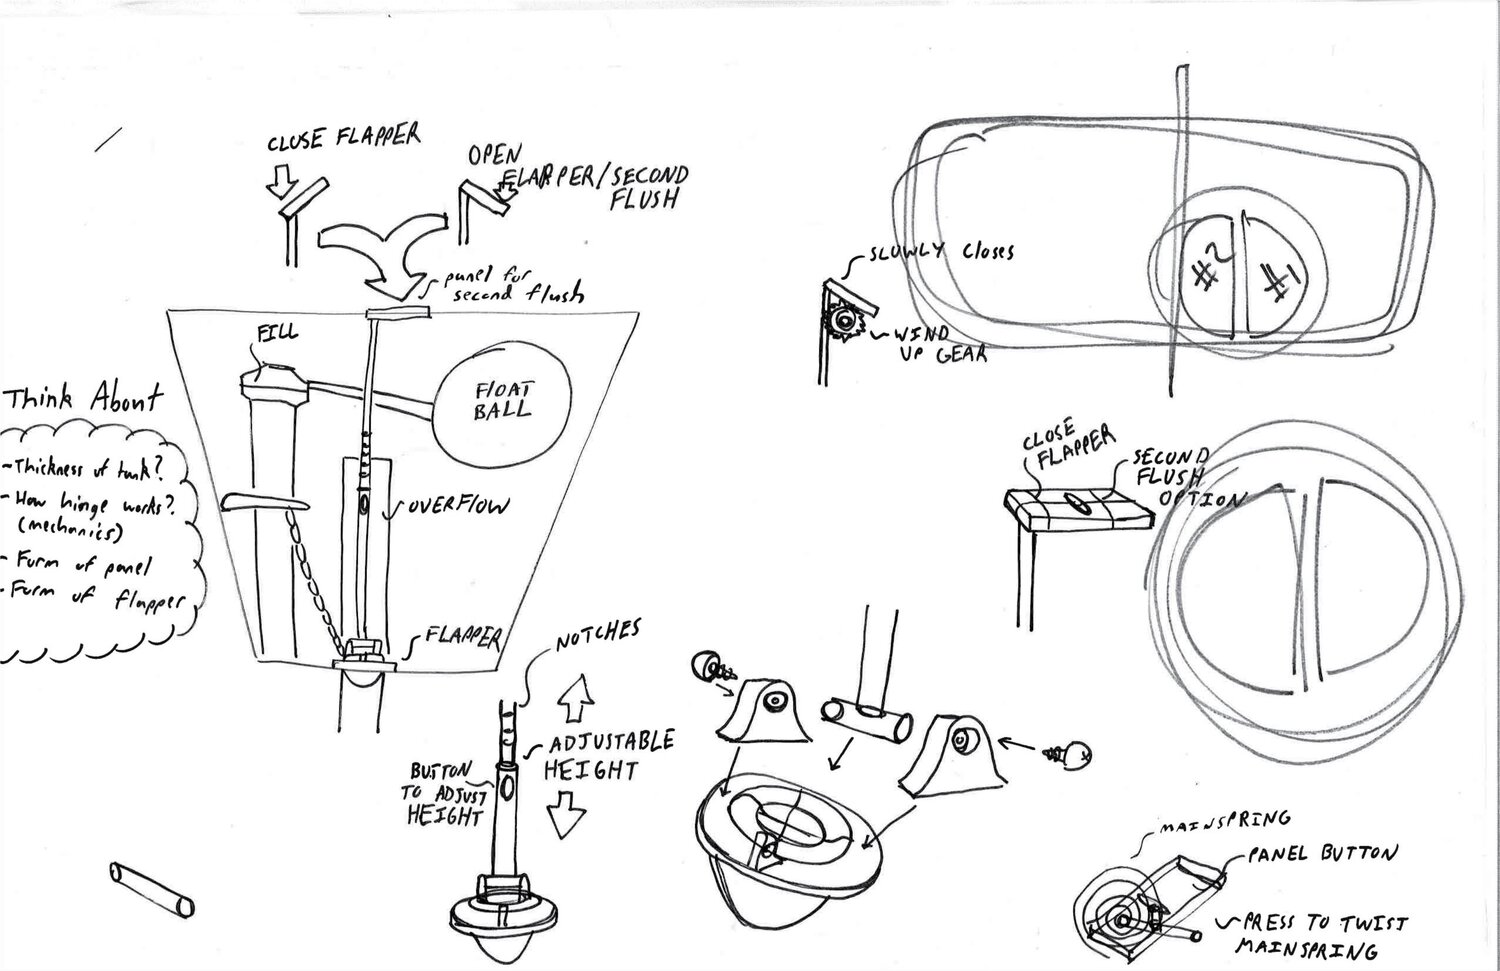 CLOSE FLAPPER
OPEN
FLAPPER/SECOND
FLUSH
panel for
second flush
FILL
FLOAT
BALL
OVERFLOW
FLAPPER
Think About
-Thickness of tank?
-How hinge works?
(mechanics)
- Form of panel
- Form of flapper
NOTCHES
ADJUSTABLE
HEIGHT
BUTTON
TO ADJUST
HEIGHT
SLOWLY Closes
WIND
UP GEAR
#2
#1
CLOSE
FLAPPER
SECOND
FLUSH
OPTION
MAINSPRING
PANEL BUTTON
PRESS TO TWIST
MAINSPRING